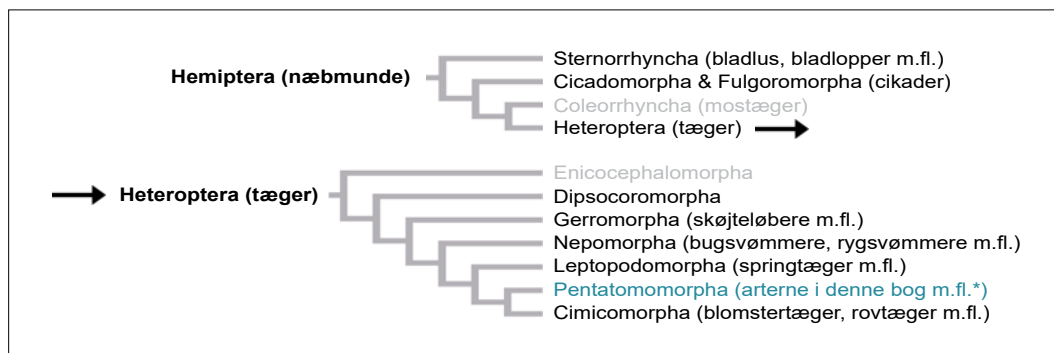 Sternorrhyncha (bladlus, bladlopper m.fl.)
Hemiptera (næbmunde)
Cicadomorpha & Fulgoromorpha (cikader)
Coleorrhyncha (mostæger)
Heteroptera (tæger)
Enicocephalomorpha
Heteroptera (tæger)
Dipsocoromorpha
Gerromorpha (skøjteløbere m.fl.)
Nepomorpha (bugsvømmere, rygsvømmere m.fl.)
Leptopodomorpha (springtæger m.fl.)
Pentatomomorpha (arterne i denne bog m.fl.*)
Cimicomorpha (blomstertæger, rovtæger m.fl.)